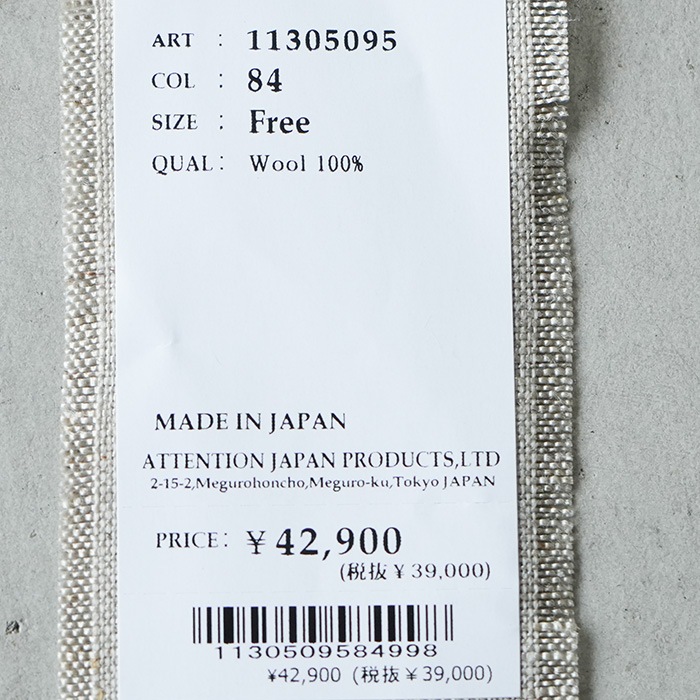 ART : 11305095
COL : 84
SIZE : Free
QUAL: Wool 100%
MADE IN JAPAN
ATTENTION JAPAN PRODUCTS,LTD
2-15-2,Megurohoncho,Meguro-ku,Tokyo JAPAN
PRICE: ¥42,900
(税抜¥39,000)
1130509584998
¥42,900 (税抜¥39,000)